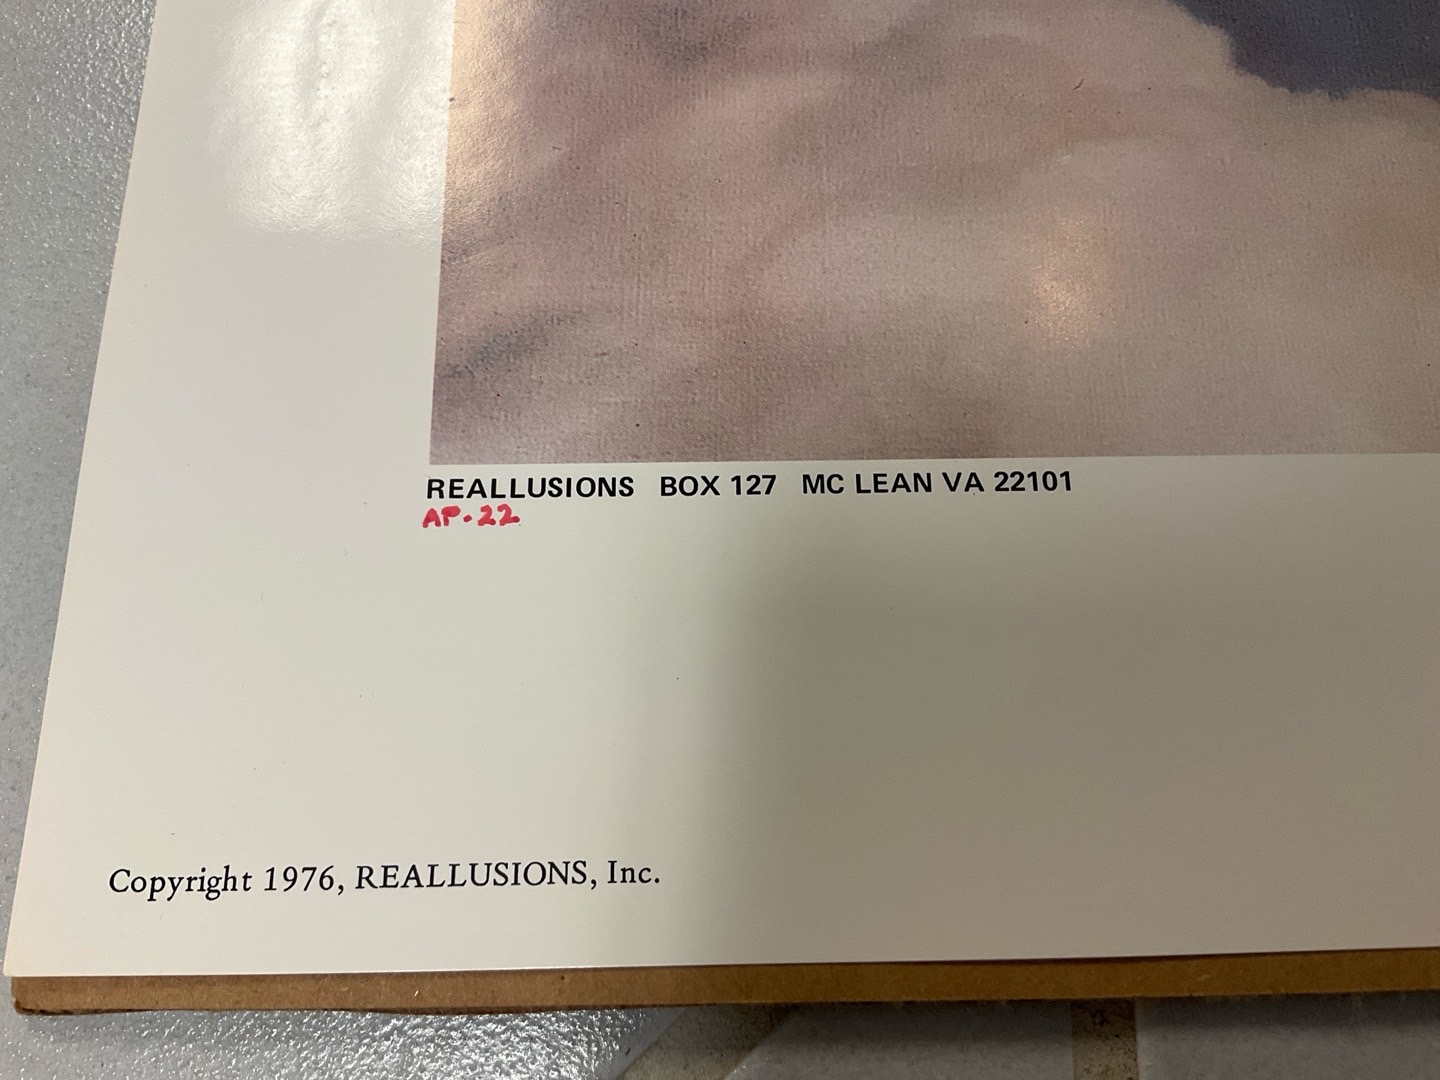 REALLUSIONS BOX 127 MC LEAN VA 22101
AP.22
Copyright 1976, REALLUSIONS, Inc.